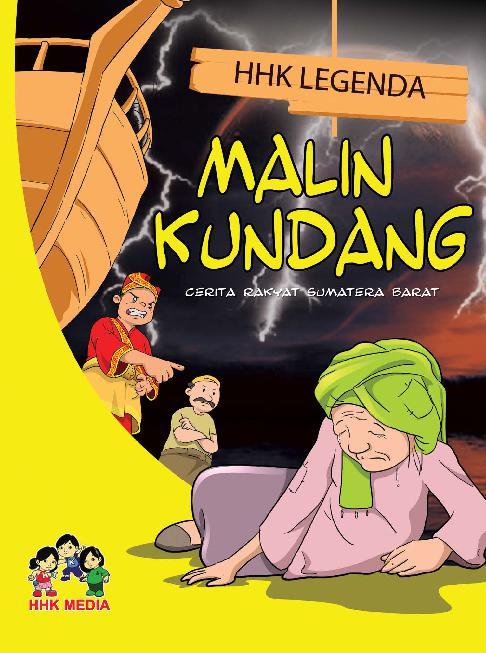 HHK LEGENDA
MALIN
KUNDANG
CERITA RAKYAT SUMATERA BARAT
HHK MEDIA